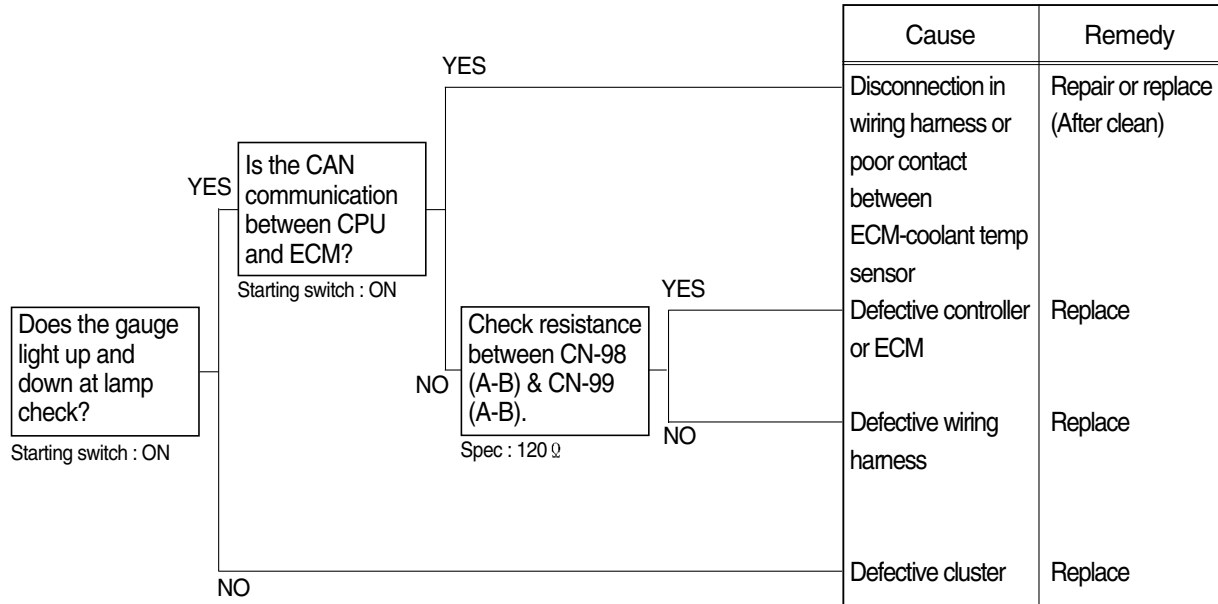 Cause Remedy
YES
Disconnection in
wiring harness or
poor contact
between
ECM-coolant temp
sensor
Repair or replace
(After clean)
YES
Is the CAN
communication
between CPU
and ECM?
Starting switch : ON
YES
Does the gauge
light up and
down at lamp
check?
Starting switch : ON
NO
Check resistance
between CN-98
(A-B) & CN-99
(A-B).
Spec : 120 Ω
Defective controller
or ECM
Replace
NO
Defective wiring
harness
Replace
NO
Defective cluster
Replace